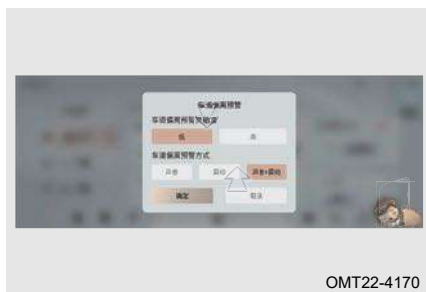 车道偏离预警
车道偏离预警灵敏度
低 高
车道偏离预警方式
声音 震动 声音+震动
确定 取消
OMT22-4170